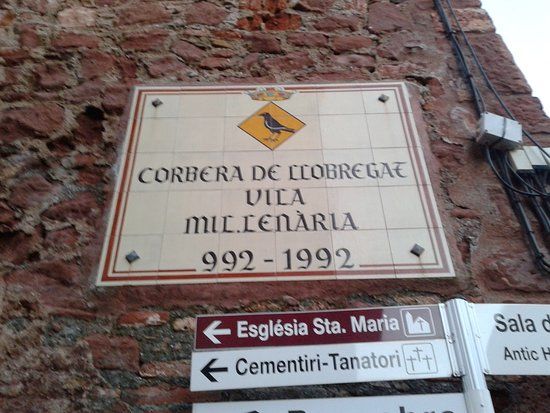 CORBERA DE LLOBREGAT
VILA
MIL.LENÀRIA
992 - 1992
Església Sta. Maria
Cementiri-Tanatori
Sala d
Antic H